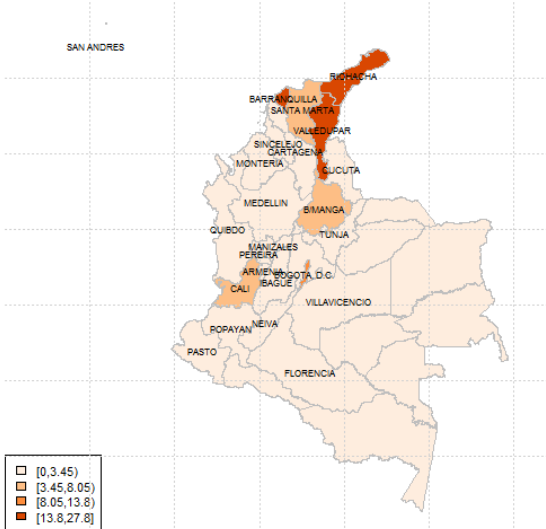 SAN ANDRES
RIOHACHA
BARRANQUILLA
SANTA MARTA
VALLEDUPAR
SINCELEJO
CARTAGENA
MONTERIA
CUCUTA
MEDELLIN
B/MANGA
QUIBDO
TUNJA
MANIZALES
PEREIRA
ARMENIA
BOGOTA, D.C.
IBAGUE
CALI
VILLAVICENCIO
NEIVA
POPAYAN
PASTO
FLORENCIA
[0,3.45)
[3.45,8.05)
[8.05,13.8)
[13.8,27.8]